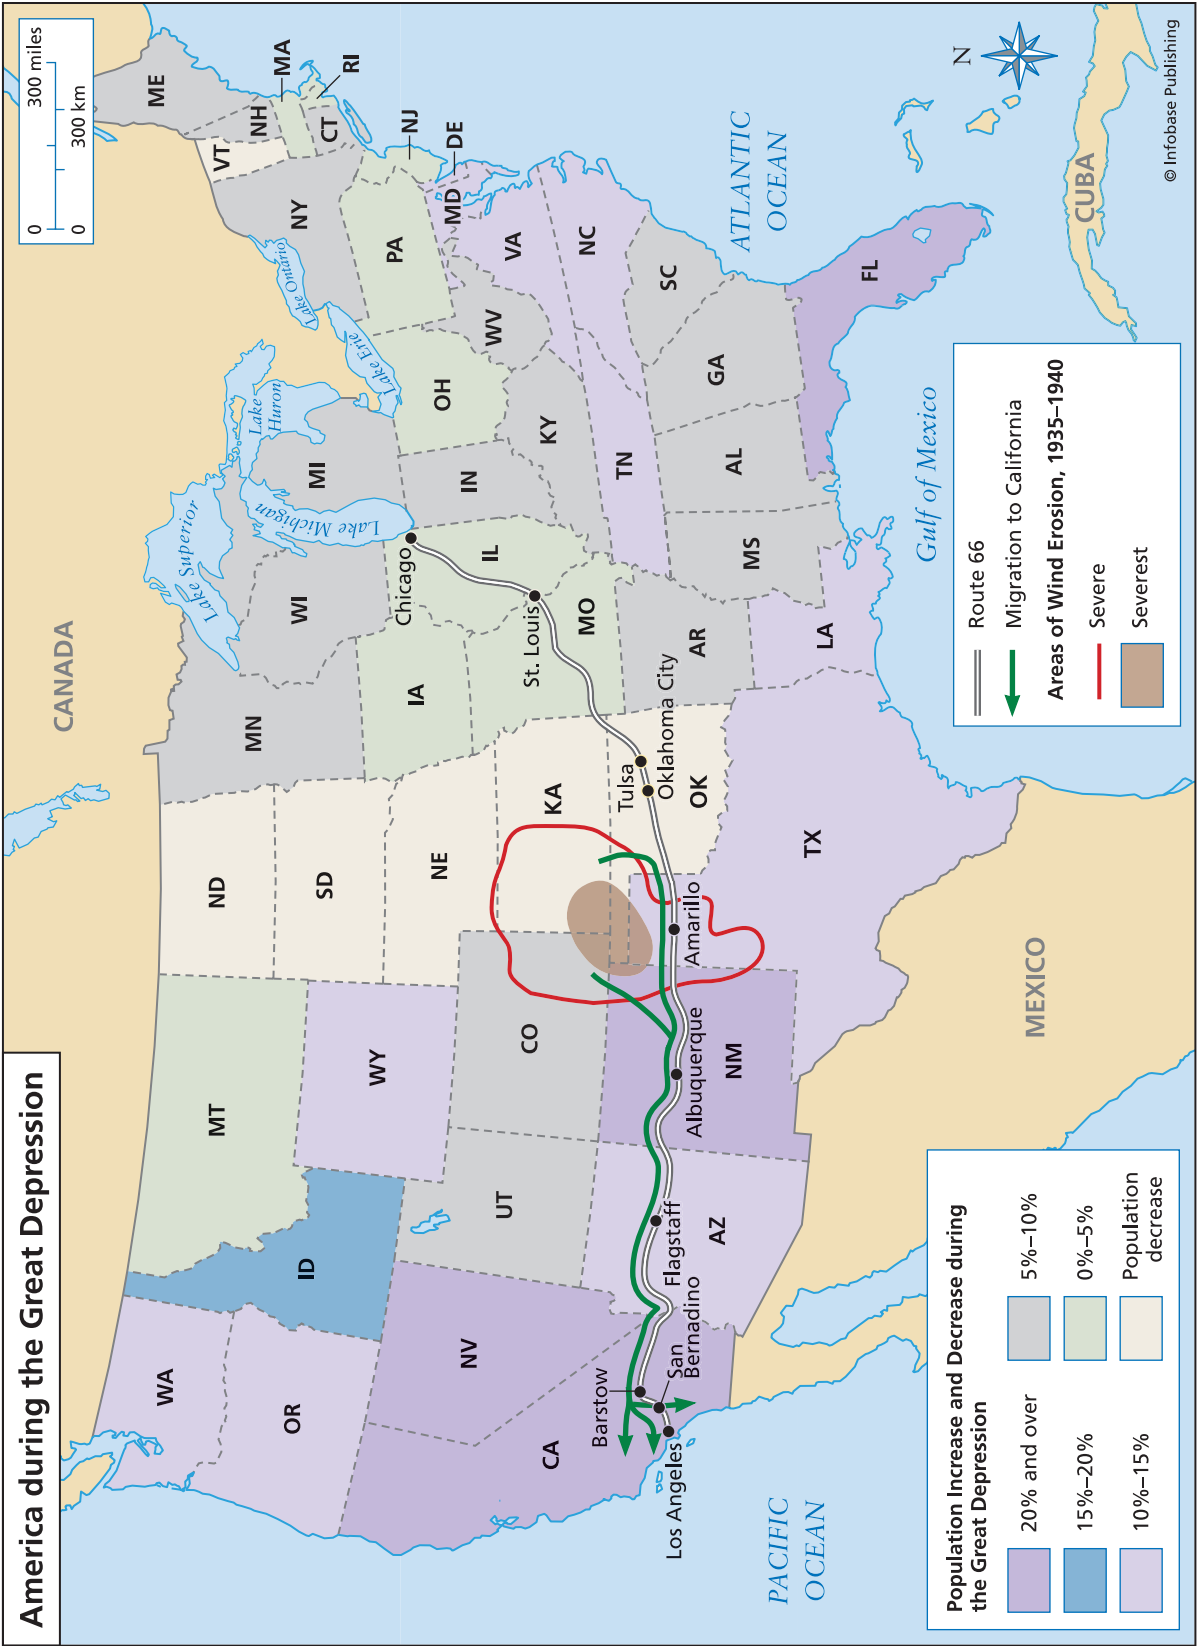 America during the Great Depression
0 300 miles
0 300 km
CANADA
WA
OR
CA
NV
ID
MT
WY
UT
CO
AZ
NM
ND
SD
NE
KA
OK
TX
MN
IA
MO
AR
LA
WI
IL
MI
IN
OH
KY
TN
MS
AL
GA
FL
SC
NC
VA
WV
MD
DE
PA
NJ
NY
CT
RI
MA
VT
NH
ME
Lake Superior
Lake Michigan
Lake
Huron
Lake Erie
Lake Ontario
Chicago
St. Louis
Tulsa
Oklahoma City
Amarillo
Albuquerque
Flagstaff
Barstow
San
Bernadino
Los Angeles
PACIFIC
OCEAN
MEXICO
Gulf of Mexico
ATLANTIC
OCEAN
CUBA
N
Population Increase and Decrease during
the Great Depression
20% and over
15%–20%
10%–15%
5%–10%
0%–5%
Population
decrease
Route 66
Migration to California
Areas of Wind Erosion, 1935–1940
Severe
Severest
© Infobase Publishing